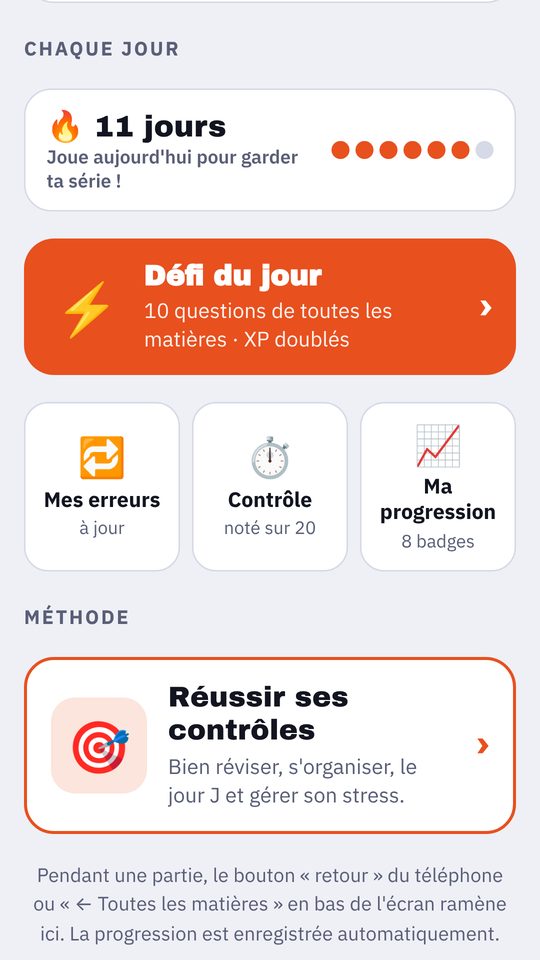 CHAQUE JOUR
🔥 11 jours
Joue aujourd'hui pour garder
ta série !
Défi du jour
10 questions de toutes les
matières · XP doublés
›
Mes erreurs
à jour
Contrôle
noté sur 20
Ma
progression
8 badges
MÉTHODE
Réussir ses
contrôles
Bien réviser, s'organiser, le
jour J et gérer son stress.
›
Pendant une partie, le bouton « retour » du téléphone
ou « ← Toutes les matières » en bas de l'écran ramène
ici. La progression est enregistrée automatiquement.